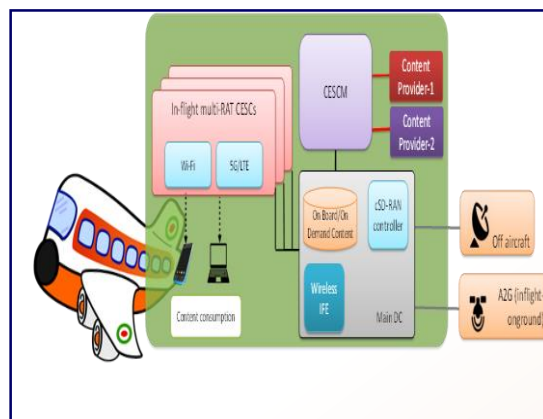 In-flight multi-RAT CESCs
Wi-Fi
5G/LTE
CESCM
Content
Provider-1
Content
Provider-2
On Board/On
Demand Content
cSD-RAN
controller
Wireless
IFE
Main DC
Content consumption
Off aircraft
A2G (inflight-
onground)